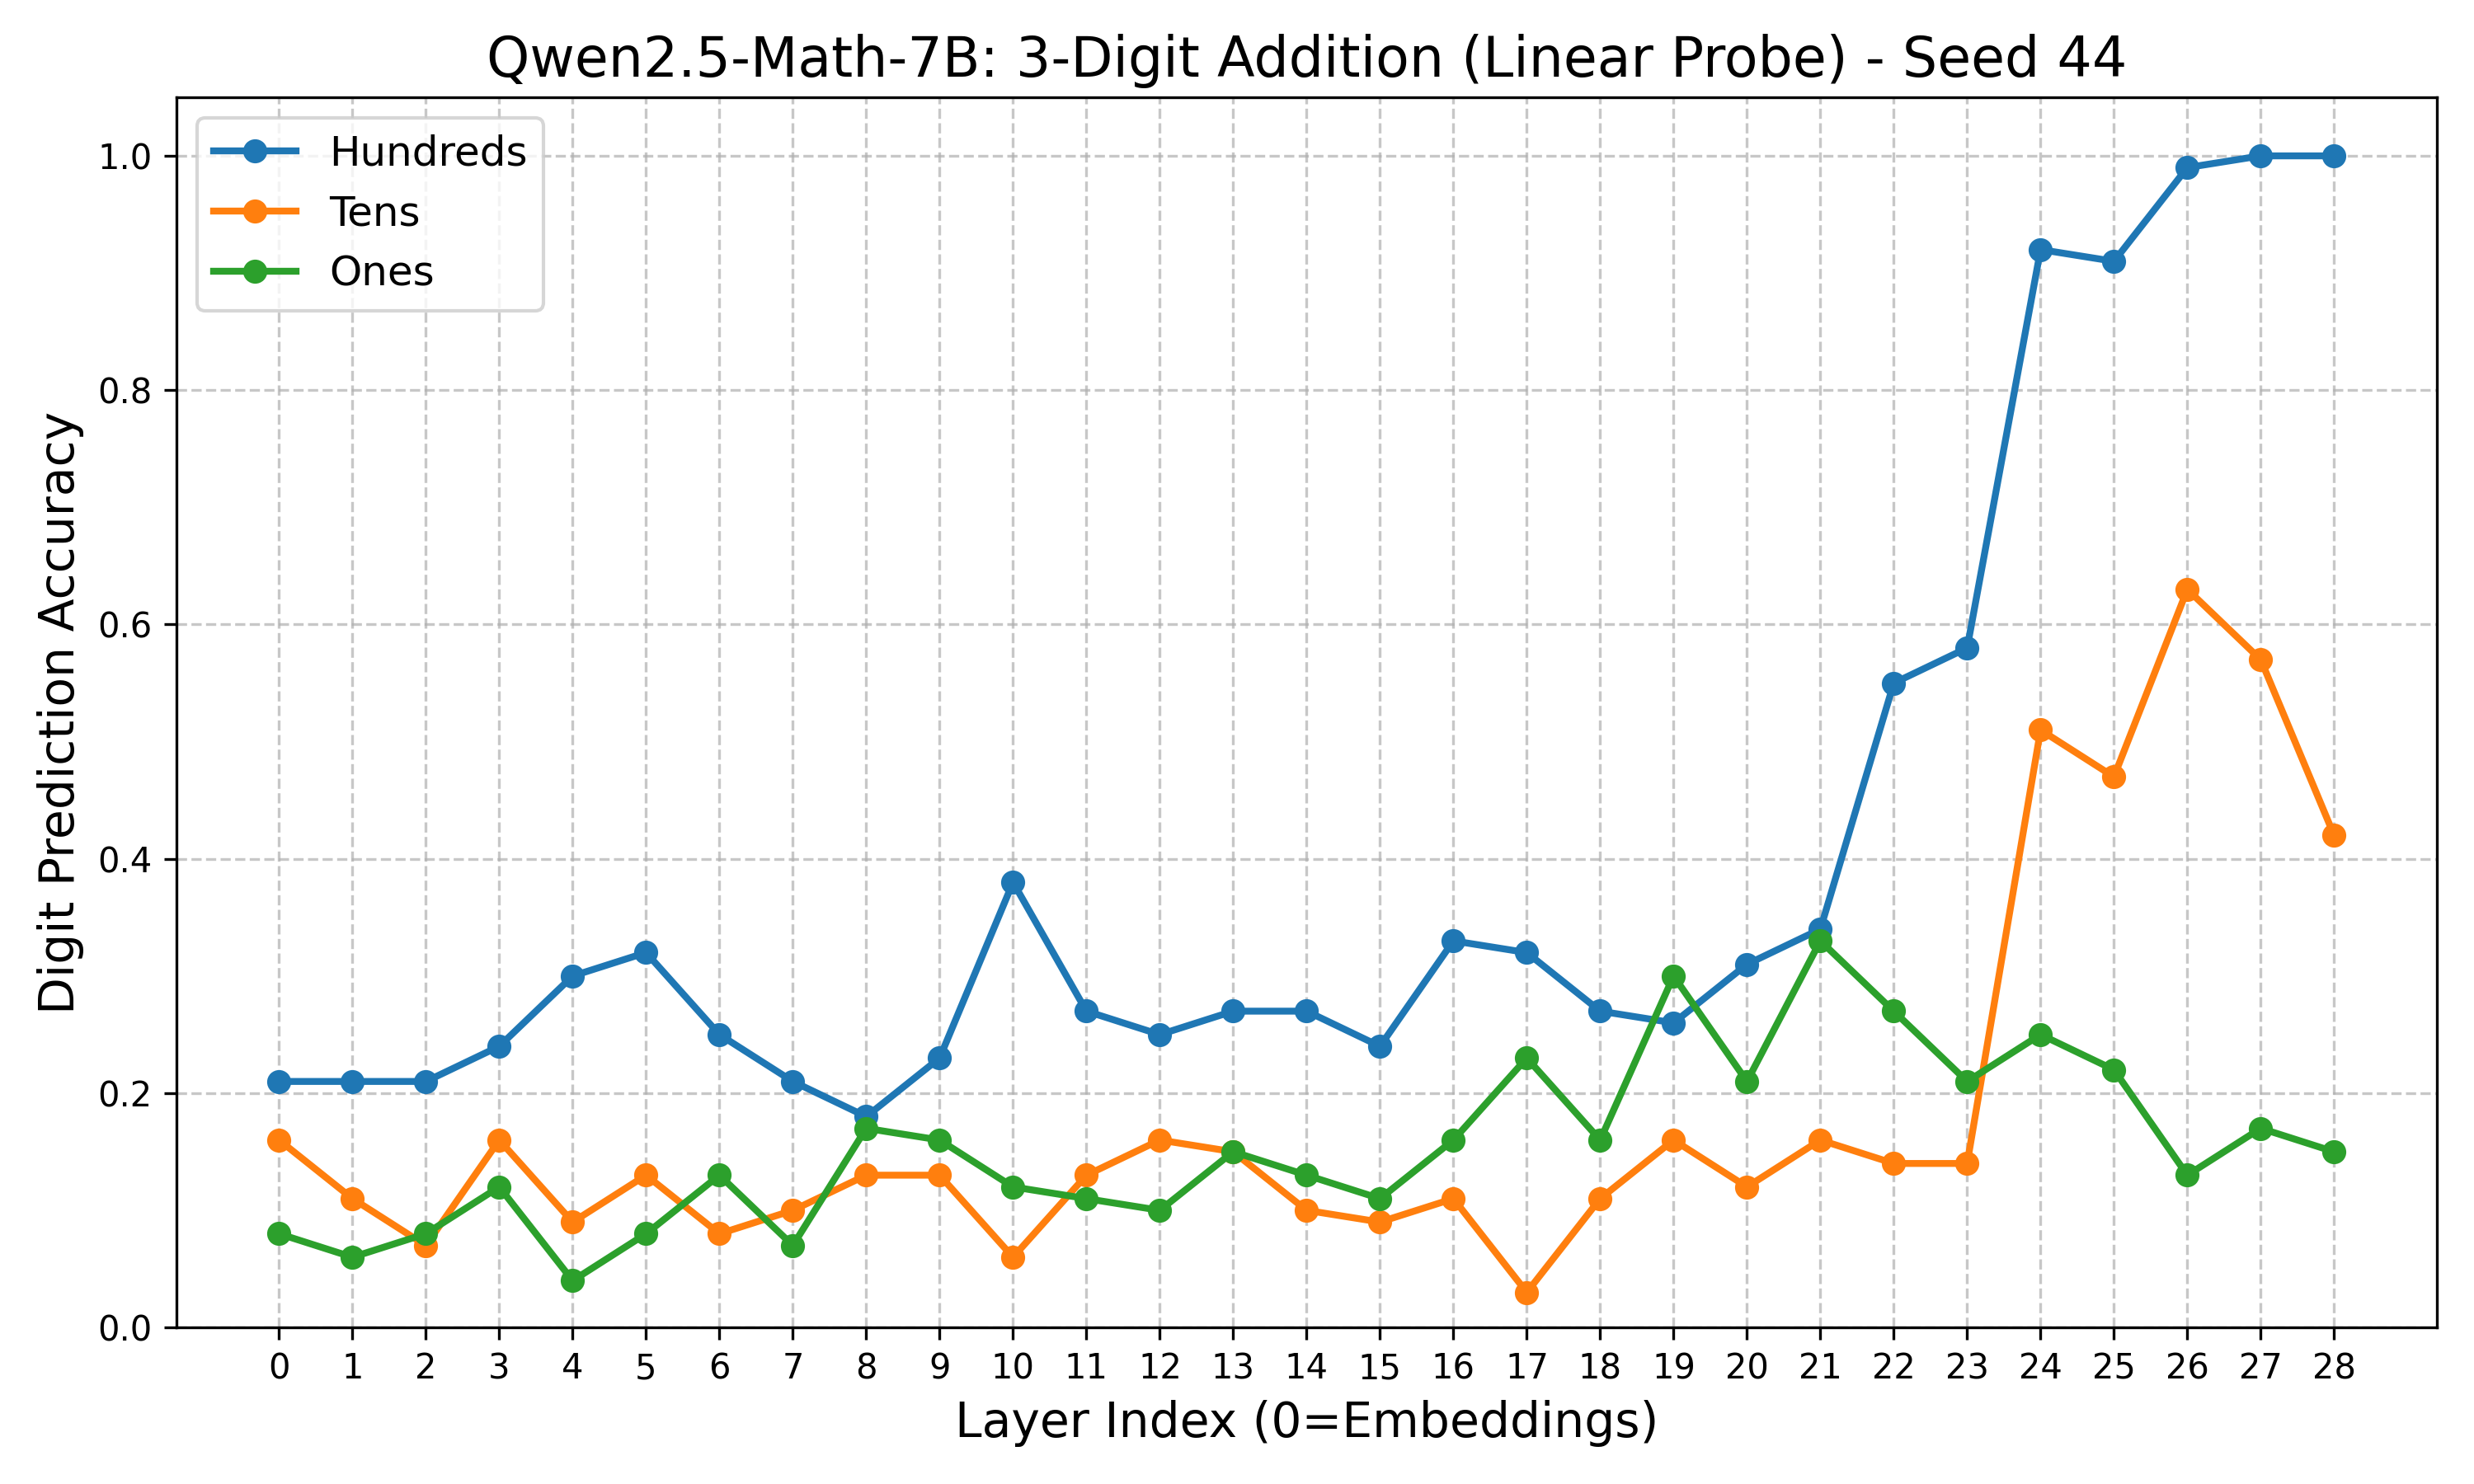 Qwen2.5-Math-7B: 3-Digit Addition (Linear Probe) - Seed 44
Hundreds
Tens
Ones
Digit Prediction Accuracy
1.0
0.8
0.6
0.4
0.2
0.0
0 1 2 3 4 5 6 7 8 9 10 11 12 13 14 15 16 17 18 19 20 21 22 23 24 25 26 27 28
Layer Index (0=Embeddings)